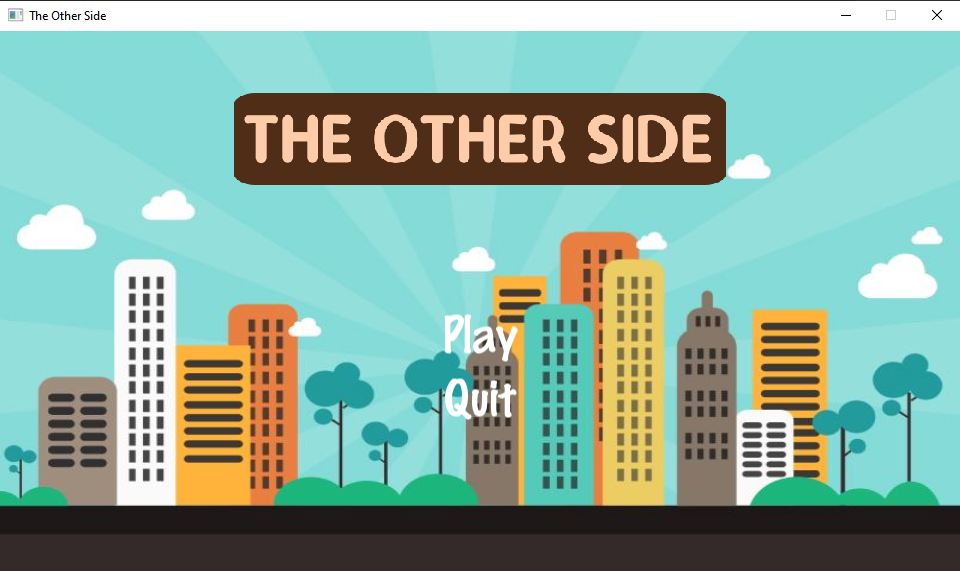 The Other Side
THE OTHER SIDE
Play
Quit